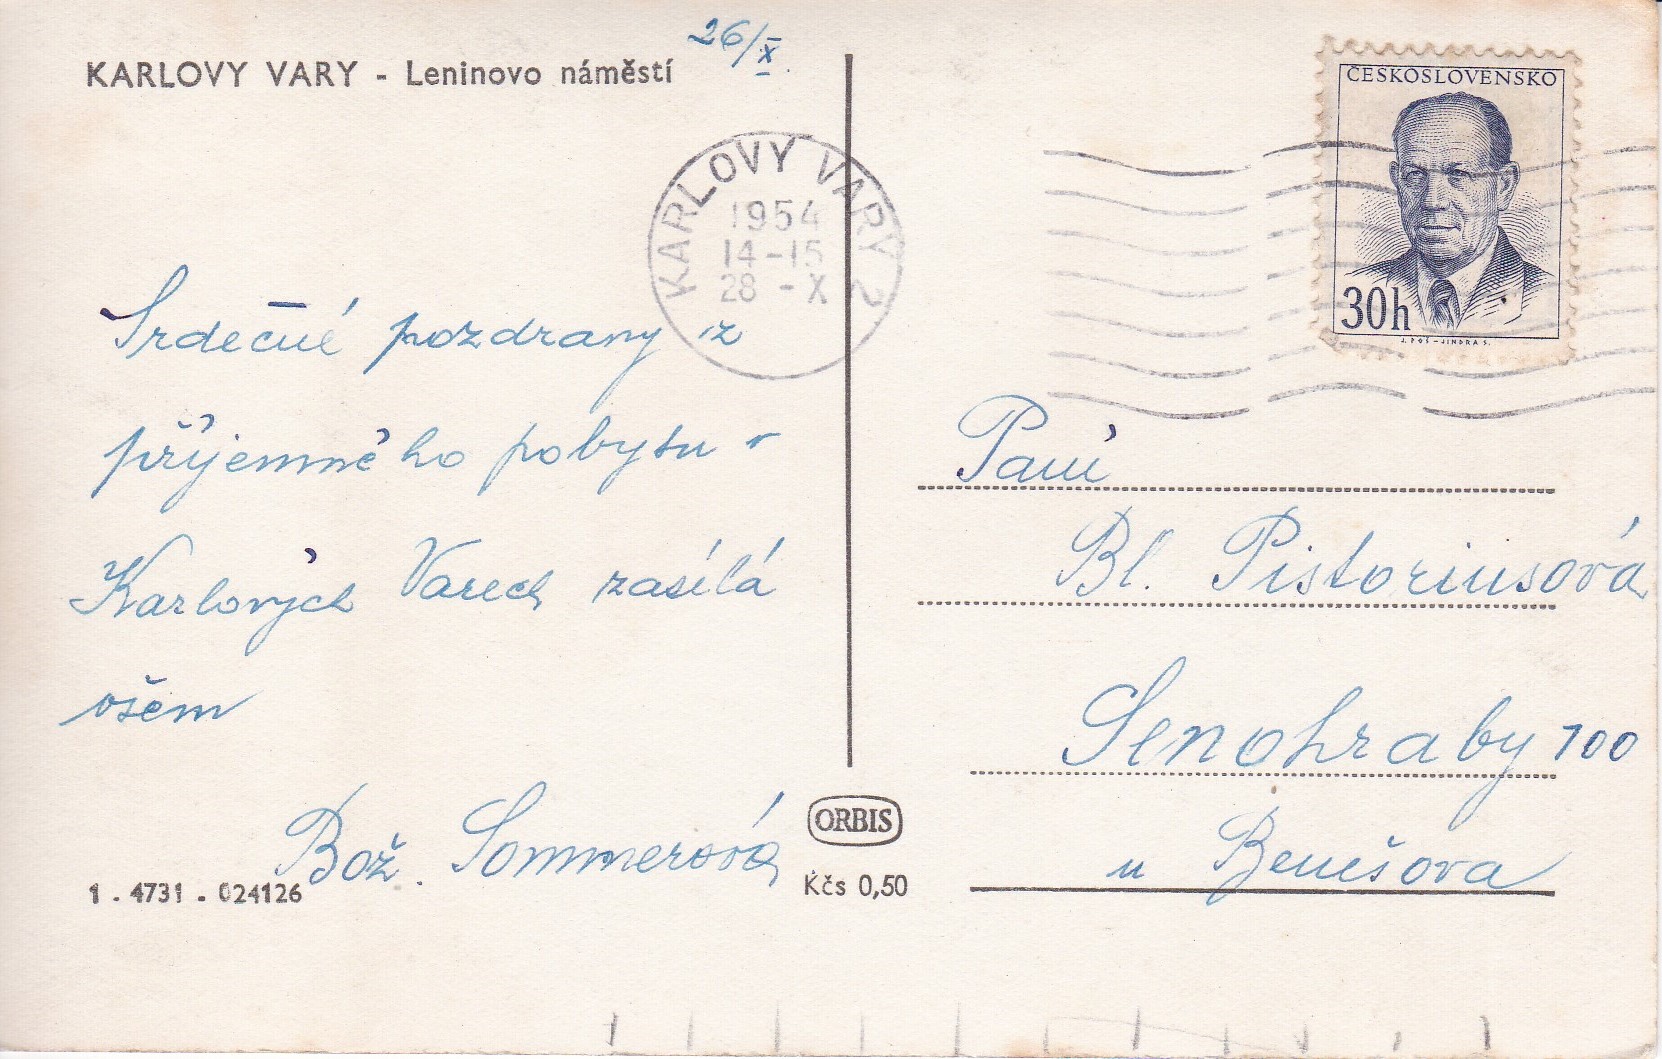 KARLOVY VARY - Leninovo náměstí
26/X.
KARLOVY VARY 2
1954
14-15
28 - X
ČESKOSLOVENSKO
30h
J. POŠ - JINDRA S.
Srdečné pozdravy z
příjemného pobytu v
Karlových Varech zasílá
všem
Bož. Sommerová
1 . 4731 . 024126
ORBIS
Kčs 0,50
Paní
Bl. Pistoriusová
Senohraby 100
u Benešova